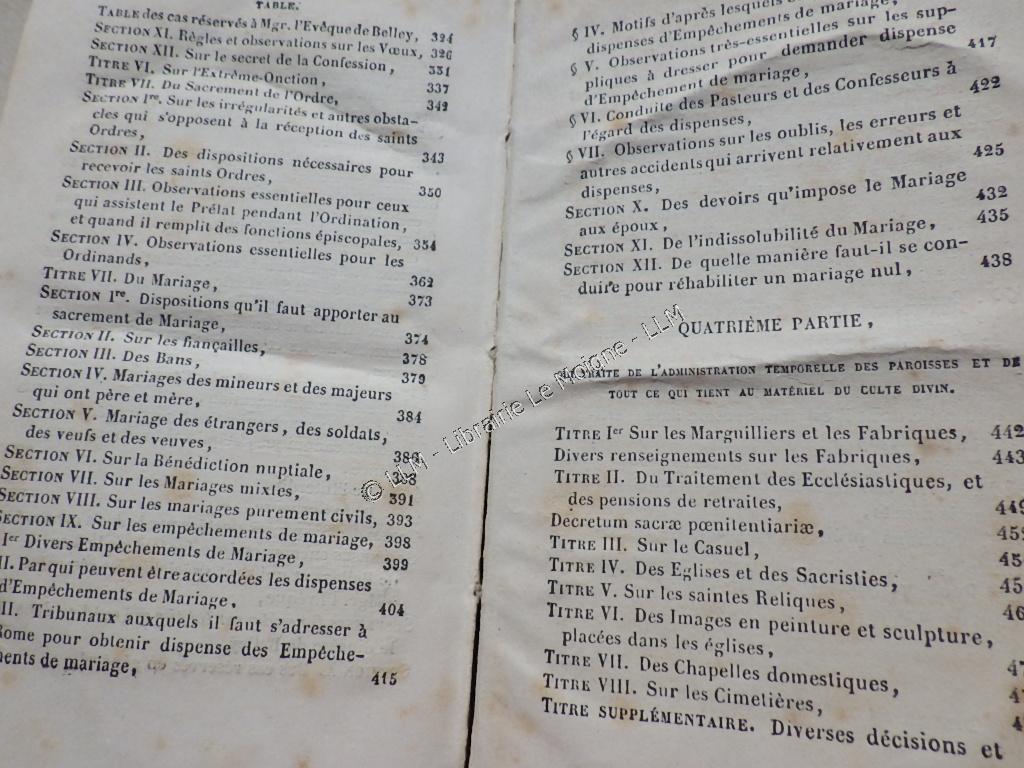 TABLE.
TABLE des cas réservés à Mgr. l'Evêque de Belley, 324
SECTION XI. Règles et observations sur les Vœux, 326
SECTION XII. Sur le secret de la Confession, 331
TITRE VI. Sur l'Extrême-Onction, 337
TITRE VII. Du Sacrement de l'Ordre, 342
SECTION Ire. Sur les irrégularités et autres obsta-
cles qui s'opposent à la réception des saints
Ordres, 343
SECTION II. Des dispositions nécessaires pour
recevoir les saints Ordres, 350
SECTION III. Observations essentielles pour ceux
qui assistent le Prélat pendant l'Ordination,
et quand il remplit des fonctions épiscopales, 354
SECTION IV. Observations essentielles pour les
Ordinands, 362
TITRE VII. Du Mariage, 373
SECTION Ire. Dispositions qu'il faut apporter au
sacrement de Mariage, 374
SECTION II. Sur les fiançailles, 378
SECTION III. Des Bans, 379
SECTION IV. Mariages des mineurs et des majeurs
qui ont père et mère, 384
SECTION V. Mariage des étrangers, des soldats,
des veufs et des veuves,
SECTION VI. Sur la Bénédiction nuptiale,
SECTION VII. Sur les Mariages mixtes, 391
SECTION VIII. Sur les mariages purement civils, 393
SECTION IX. Sur les empêchements de mariage, 398
Ier Divers Empêchements de Mariage, 399
II. Par qui peuvent être accordées les dispenses
d'Empêchements de Mariage, 404
II. Tribunaux auxquels il faut s'adresser à
Rome pour obtenir dispense des Empêche-
ments de mariage, 415
§ IV. Motifs d'après lesquels
dispenses d'Empêchements de mariage,
§ V. Observations très-essentielles sur les sup-
pliques à dresser pour demander dispense
d'Empêchement de mariage, 417
§ VI. Conduite des Pasteurs et des Confesseurs à
l'égard des dispenses, 422
§ VII. Observations sur les oublis, les erreurs et
autres accidents qui arrivent relativement aux
dispenses, 425
SECTION X. Des devoirs qu'impose le Mariage
aux époux, 432
SECTION XI. De l'indissolubilité du Mariage, 435
SECTION XII. De quelle manière faut-il se con-
duire pour réhabiliter un mariage nul, 438
QUATRIÈME PARTIE,
TRAITE DE L'ADMINISTRATION TEMPORELLE DES PAROISSES ET DE
TOUT CE QUI TIENT AU MATÉRIEL DU CULTE DIVIN.
TITRE Ier Sur les Marguilliers et les Fabriques, 442
Divers renseignements sur les Fabriques, 443
TITRE II. Du Traitement des Ecclésiastiques, et
des pensions de retraites, 449
Decretum sacræ pœnitentiariæ, 45
TITRE III. Sur le Casuel, 45
TITRE IV. Des Eglises et des Sacristies, 45
TITRE V. Sur les saintes Reliques, 46
TITRE VI. Des Images en peinture et sculpture,
placées dans les églises, 47
TITRE VII. Des Chapelles domestiques, 4
TITRE VIII. Sur les Cimetières, 4
TITRE SUPPLÉMENTAIRE. Diverses décisions et
© LLM - Librairie Le Moigne - LLM